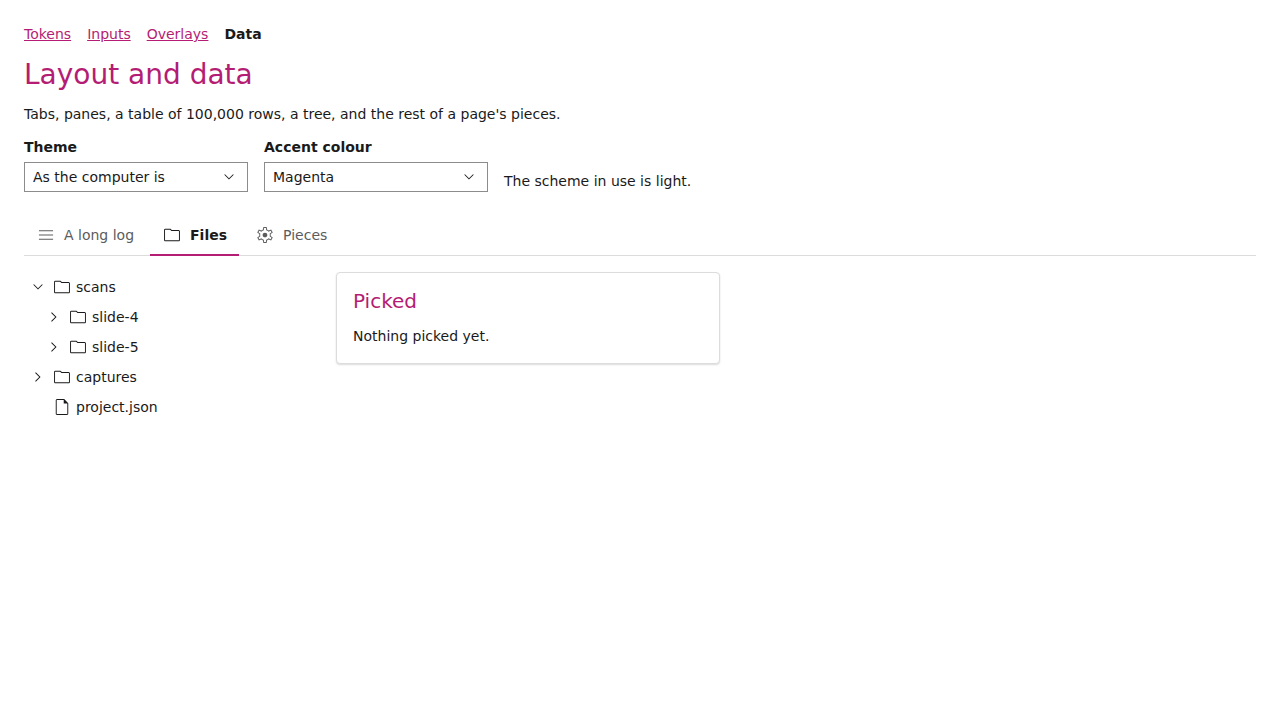 Tokens Inputs Overlays Data
Layout and data
Tabs, panes, a table of 100,000 rows, a tree, and the rest of a page's pieces.
Theme Accent colour
As the computer is Magenta The scheme in use is light.
A long log Files Pieces
scans
slide-4
slide-5
captures
project.json
Picked
Nothing picked yet.